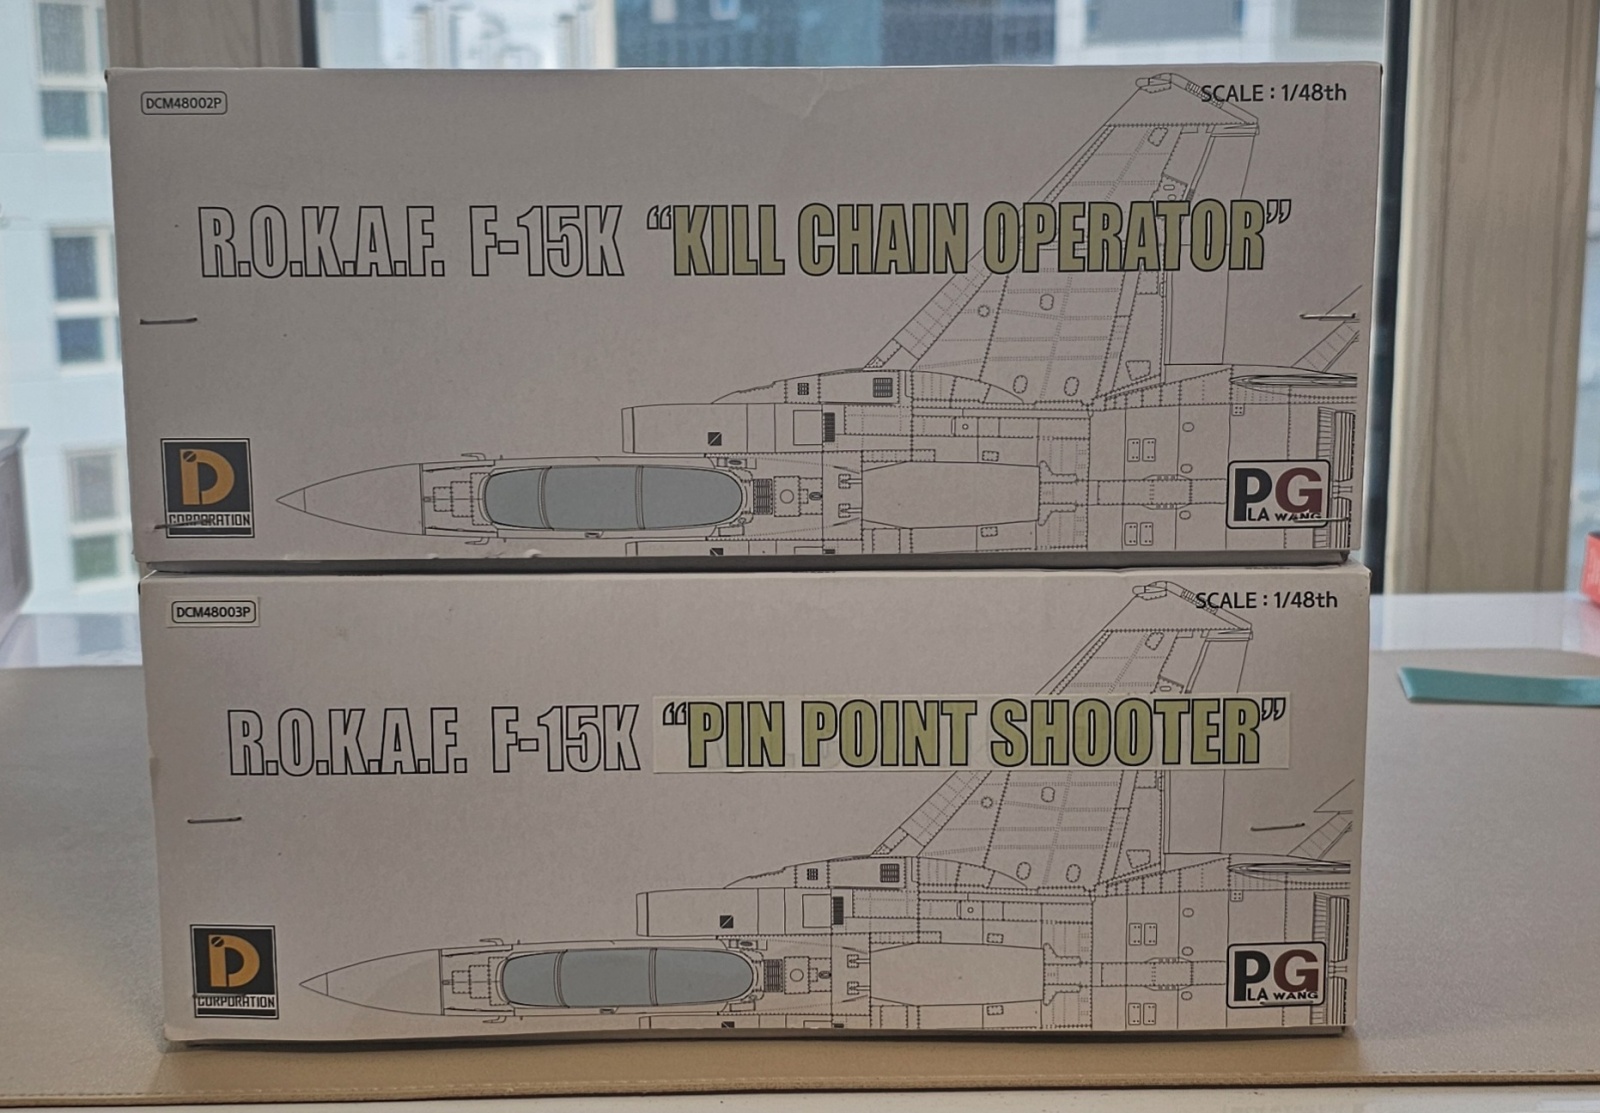 DCM48002P
SCALE : 1/48th
R.O.K.A.F. F-15K “KILL CHAIN OPERATOR”
D
CORPORATION
PG
LA WANG
DCM48003P
SCALE : 1/48th
R.O.K.A.F. F-15K “PIN POINT SHOOTER”
D
CORPORATION
PG
LA WANG